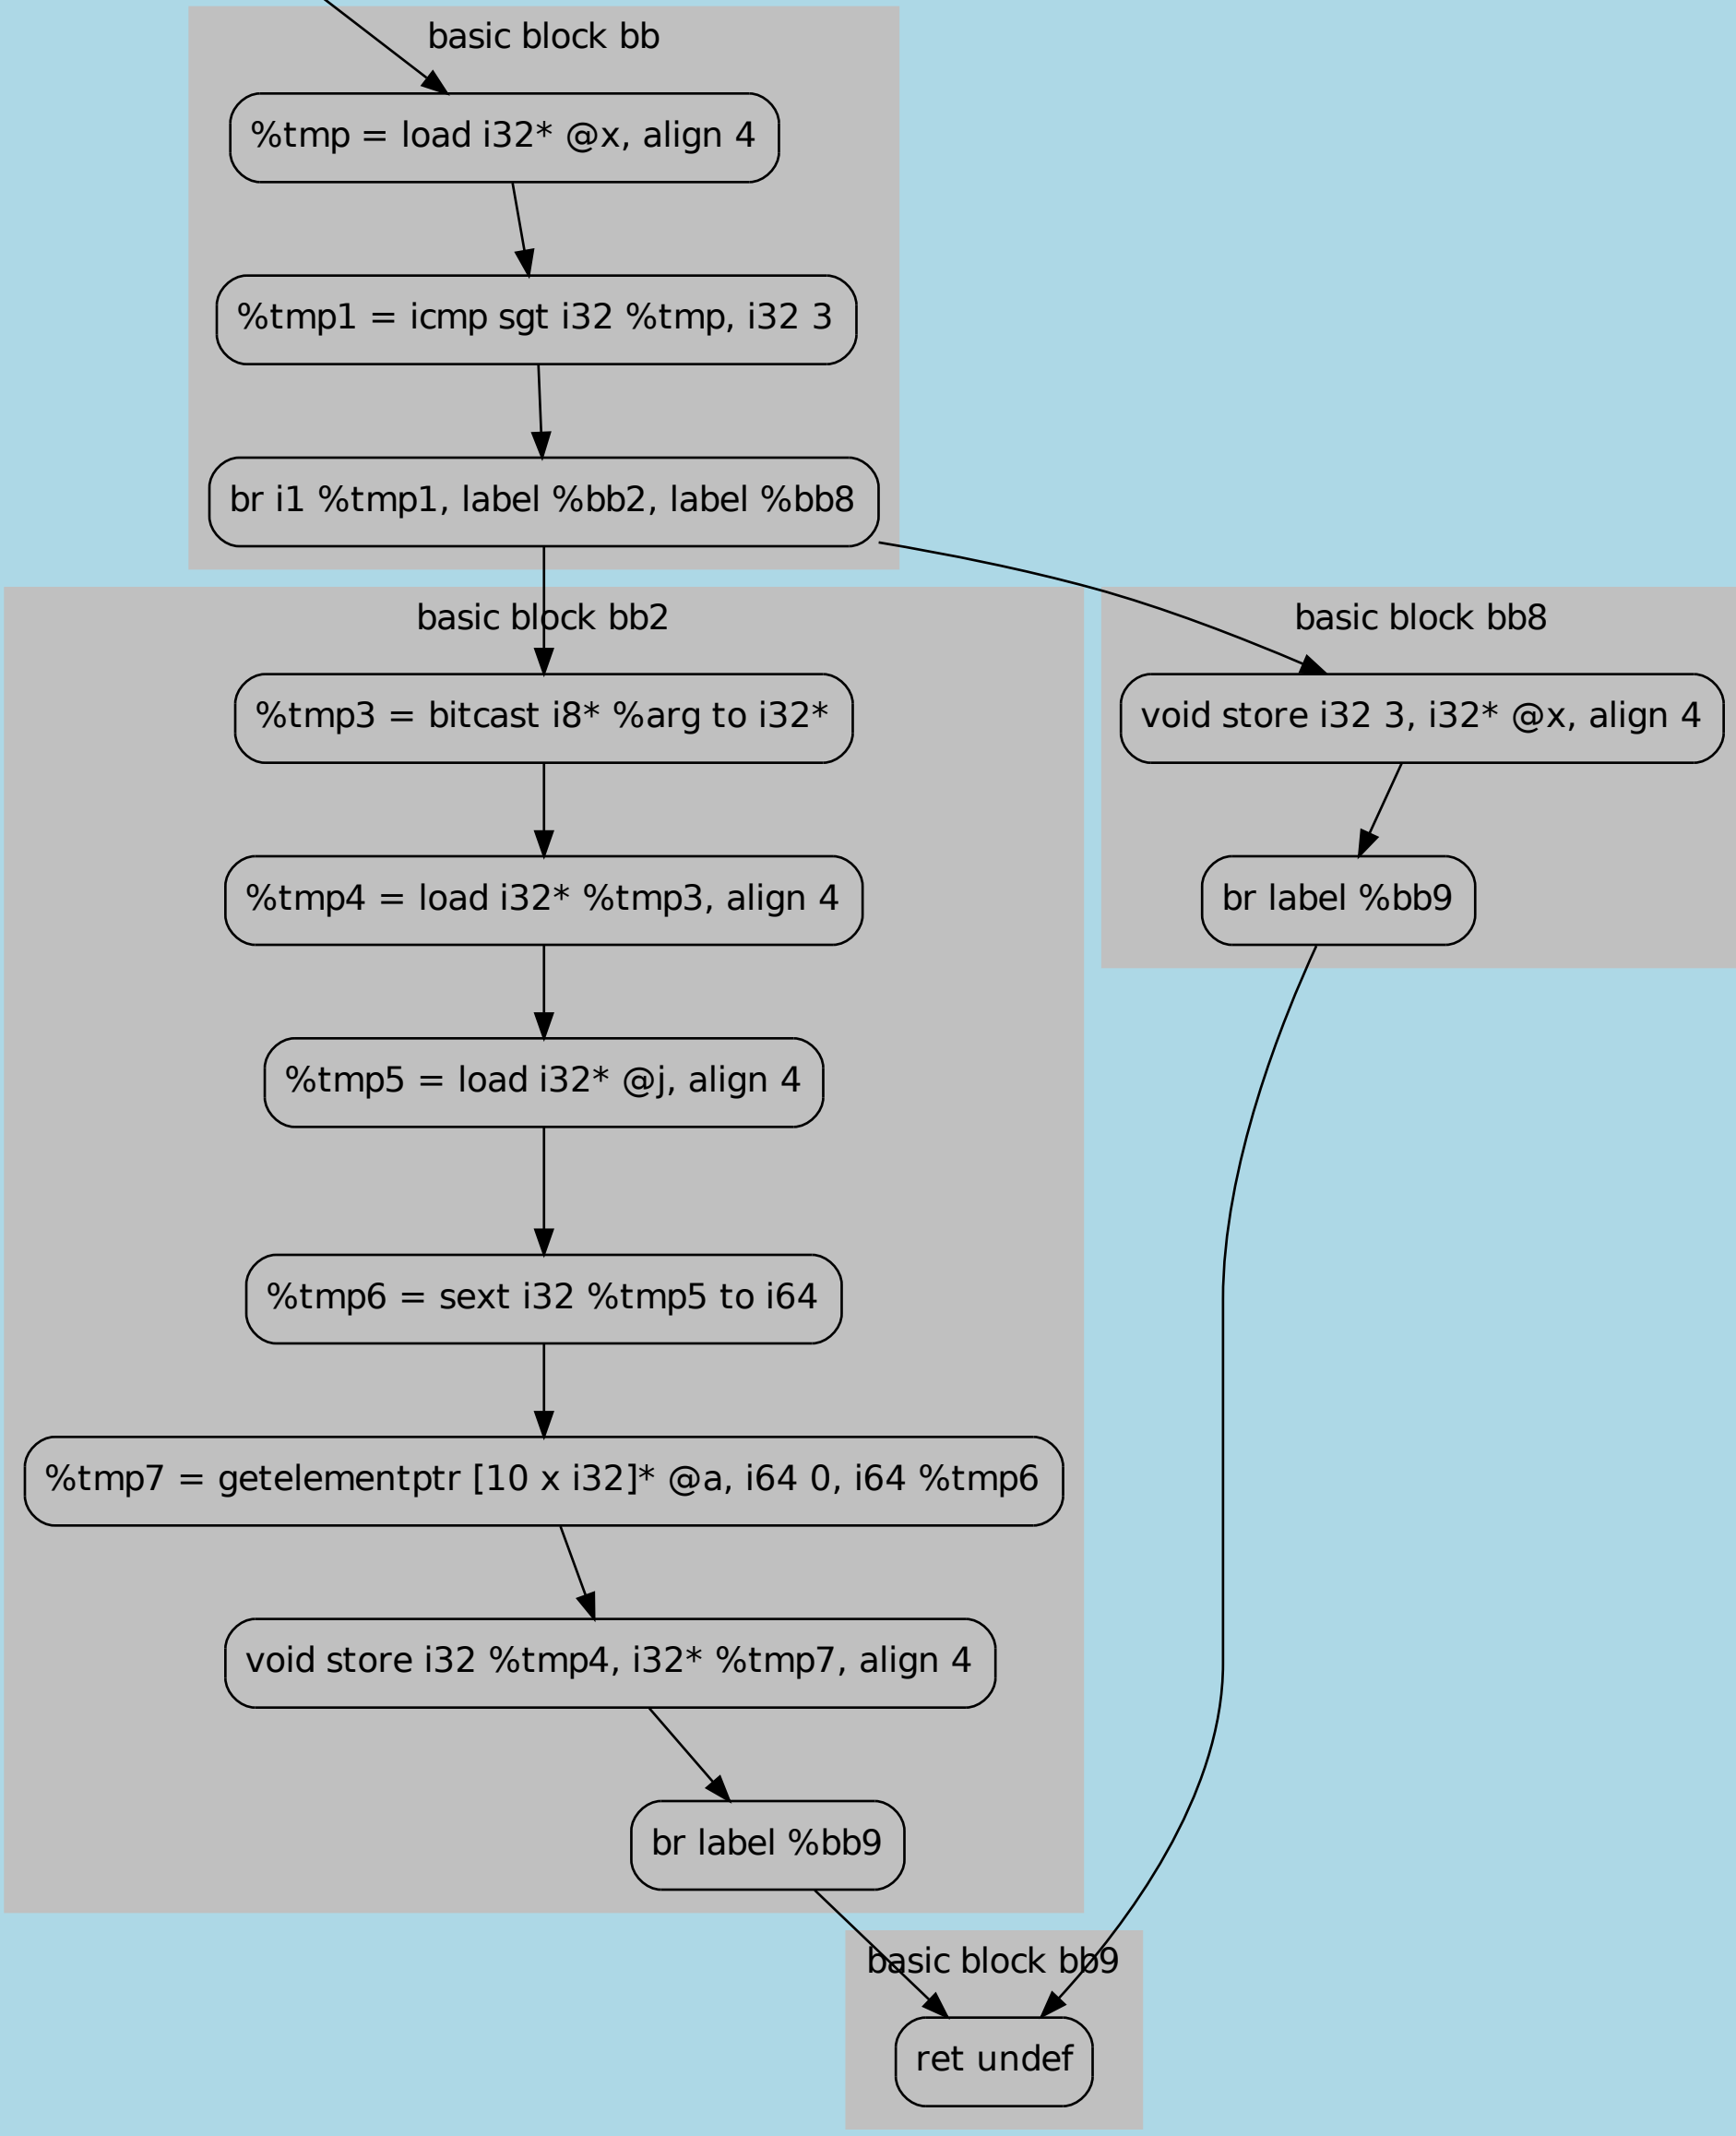 basic block bb
%tmp = load i32* @x, align 4
%tmp1 = icmp sgt i32 %tmp, i32 3
br i1 %tmp1, label %bb2, label %bb8
basic block bb2
%tmp3 = bitcast i8* %arg to i32*
%tmp4 = load i32* %tmp3, align 4
%tmp5 = load i32* @j, align 4
%tmp6 = sext i32 %tmp5 to i64
%tmp7 = getelementptr [10 x i32]* @a, i64 0, i64 %tmp6
void store i32 %tmp4, i32* %tmp7, align 4
br label %bb9
basic block bb8
void store i32 3, i32* @x, align 4
br label %bb9
basic block bb9
ret undef